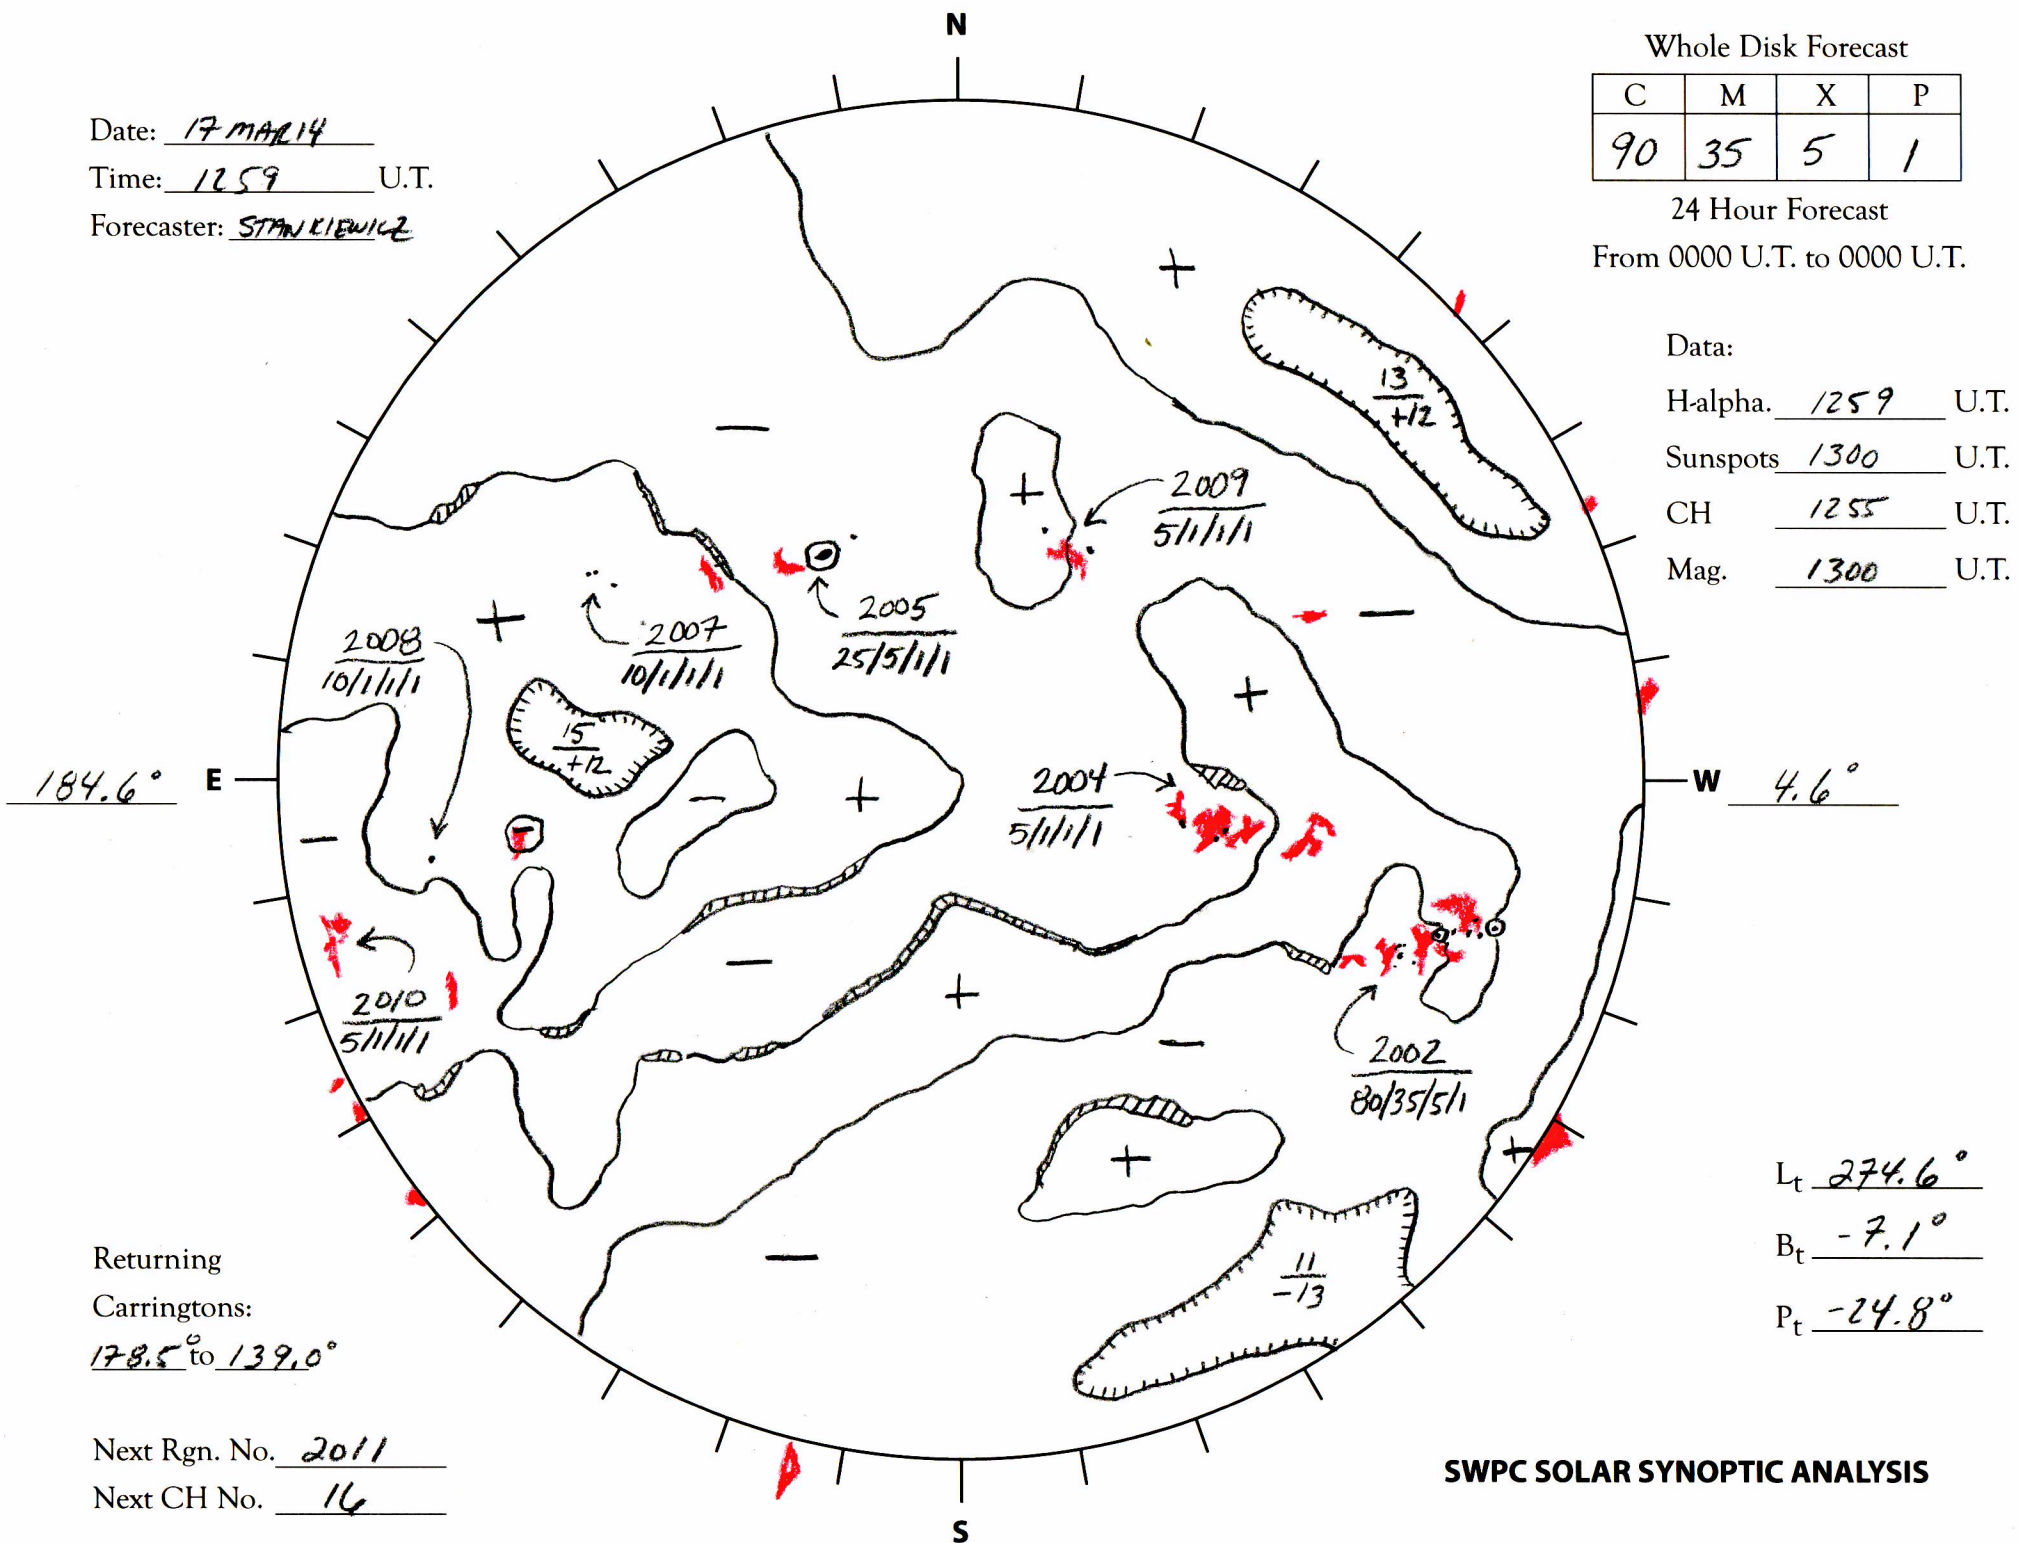 N
Date: 17 MAR 14
Time: 1259 U.T.
Forecaster: STANKIEWICZ
Whole Disk Forecast
C M X P
90 35 5 1
24 Hour Forecast
From 0000 U.T. to 0000 U.T.
Data:
H-alpha. 1259 U.T.
Sunspots 1300 U.T.
CH 1255 U.T.
Mag. 1300 U.T.
+
13
+12
−
+
2009
5/1/1/1
+
2005
25/5/1/1
−
2007
10/1/1/1
2008
10/1/1/1
+
15
+12
−
+
2004
5/1/1/1
184.6° E
W 4.6°
−
−
−
+
2010
5/1/1/1
−
2002
80/35/5/1
+
+
−
11
−13
Lt 274.6°
Bt -7.1°
Pt -24.8°
Returning
Carringtons:
178.5° to 139.0°
Next Rgn. No. 2011
Next CH No. 16
SWPC SOLAR SYNOPTIC ANALYSIS
S